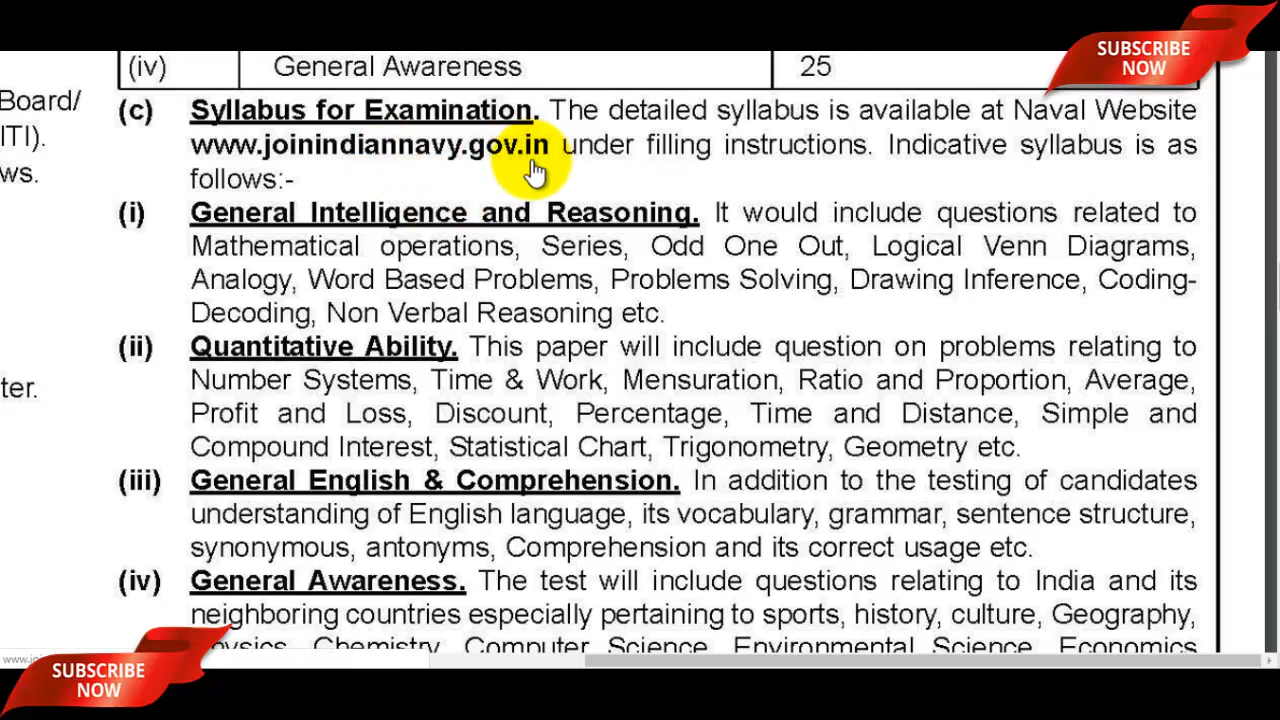 SUBSCRIBE
NOW
(iv) General Awareness 25
Board/
ITI).
ws.
ter.
(c) Syllabus for Examination. The detailed syllabus is available at Naval Website
www.joinindiannavy.gov.in under filling instructions. Indicative syllabus is as
follows:-
(i) General Intelligence and Reasoning. It would include questions related to
Mathematical operations, Series, Odd One Out, Logical Venn Diagrams,
Analogy, Word Based Problems, Problems Solving, Drawing Inference, Coding-
Decoding, Non Verbal Reasoning etc.
(ii) Quantitative Ability. This paper will include question on problems relating to
Number Systems, Time & Work, Mensuration, Ratio and Proportion, Average,
Profit and Loss, Discount, Percentage, Time and Distance, Simple and
Compound Interest, Statistical Chart, Trigonometry, Geometry etc.
(iii) General English & Comprehension. In addition to the testing of candidates
understanding of English language, its vocabulary, grammar, sentence structure,
synonymous, antonyms, Comprehension and its correct usage etc.
(iv) General Awareness. The test will include questions relating to India and its
neighboring countries especially pertaining to sports, history, culture, Geography,
Physics, Chemistry, Computer Science, Environmental Science, Economics
SUBSCRIBE
NOW